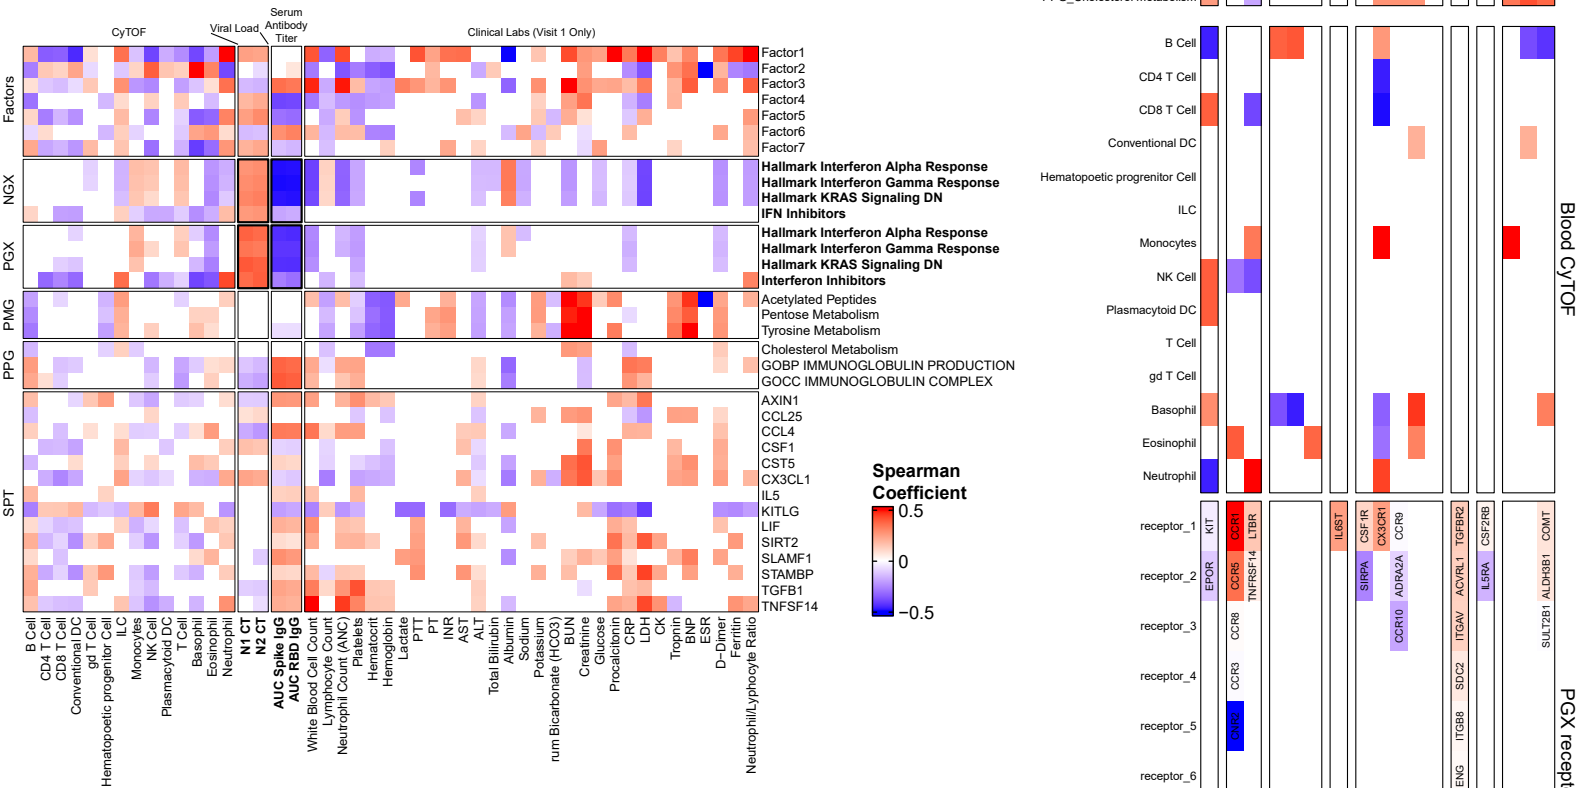 CyTOF
Viral Load
Serum
Antibody
Titer
Clinical Labs (Visit 1 Only)
Factors
Factor1
Factor2
Factor3
Factor4
Factor5
Factor6
Factor7
NGX
Hallmark Interferon Alpha Response
Hallmark Interferon Gamma Response
Hallmark KRAS Signaling DN
IFN Inhibitors
PGX
Hallmark Interferon Alpha Response
Hallmark Interferon Gamma Response
Hallmark KRAS Signaling DN
Interferon Inhibitors
PMG
Acetylated Peptides
Pentose Metabolism
Tyrosine Metabolism
PPG
Cholesterol Metabolism
GOBP IMMUNOGLOBULIN PRODUCTION
GOCC IMMUNOGLOBULIN COMPLEX
SPT
AXIN1
CCL25
CCL4
CSF1
CST5
CX3CL1
IL5
KITLG
LIF
SIRT2
SLAMF1
STAMBP
TGFB1
TNFSF14
B Cell
CD4 T Cell
CD8 T Cell
Conventional DC
gd T Cell
Hematopoetic progenitor Cell
ILC
Monocytes
NK Cell
Plasmacytoid DC
T Cell
Basophil
Eosinophil
Neutrophil
N1 CT
N2 CT
AUC Spike IgG
AUC RBD IgG
White Blood Cell Count
Lymphocyte Count
Neutrophil Count (ANC)
Platelets
Hematocrit
Hemoglobin
Lactate
PTT
PT
INR
AST
ALT
Total Bilirubin
Albumin
Sodium
Potassium
rum Bicarbonate (HCO3)
BUN
Creatinine
Glucose
Procalcitonin
CRP
LDH
CK
Tropnin
BNP
ESR
D-Dimer
Ferritin
Neutrophil/Lyphocyte Ratio
Spearman
Coefficient
0.5
0
−0.5
B Cell
CD4 T Cell
CD8 T Cell
Conventional DC
Hematopoetic progrenitor Cell
ILC
Monocytes
NK Cell
Plasmacytoid DC
T Cell
gd T Cell
Basophil
Eosinophil
Neutrophil
Blood CyTOF
receptor_1
KIT
CCR1
LTBR
IL6ST
CSF1R
CX3CR1
CCR9
TGFBR2
CSF2RB
COMT
receptor_2
EPOR
CCR5
TNFRSF14
SIRPA
ADRA2A
ACVRL1
IL5RA
ALDH3B1
receptor_3
CCR8
CCR10
ITGAV
SULT2B1
receptor_4
CCR3
SDC2
receptor_5
ITGB8
receptor_6
ENG
PGX recept